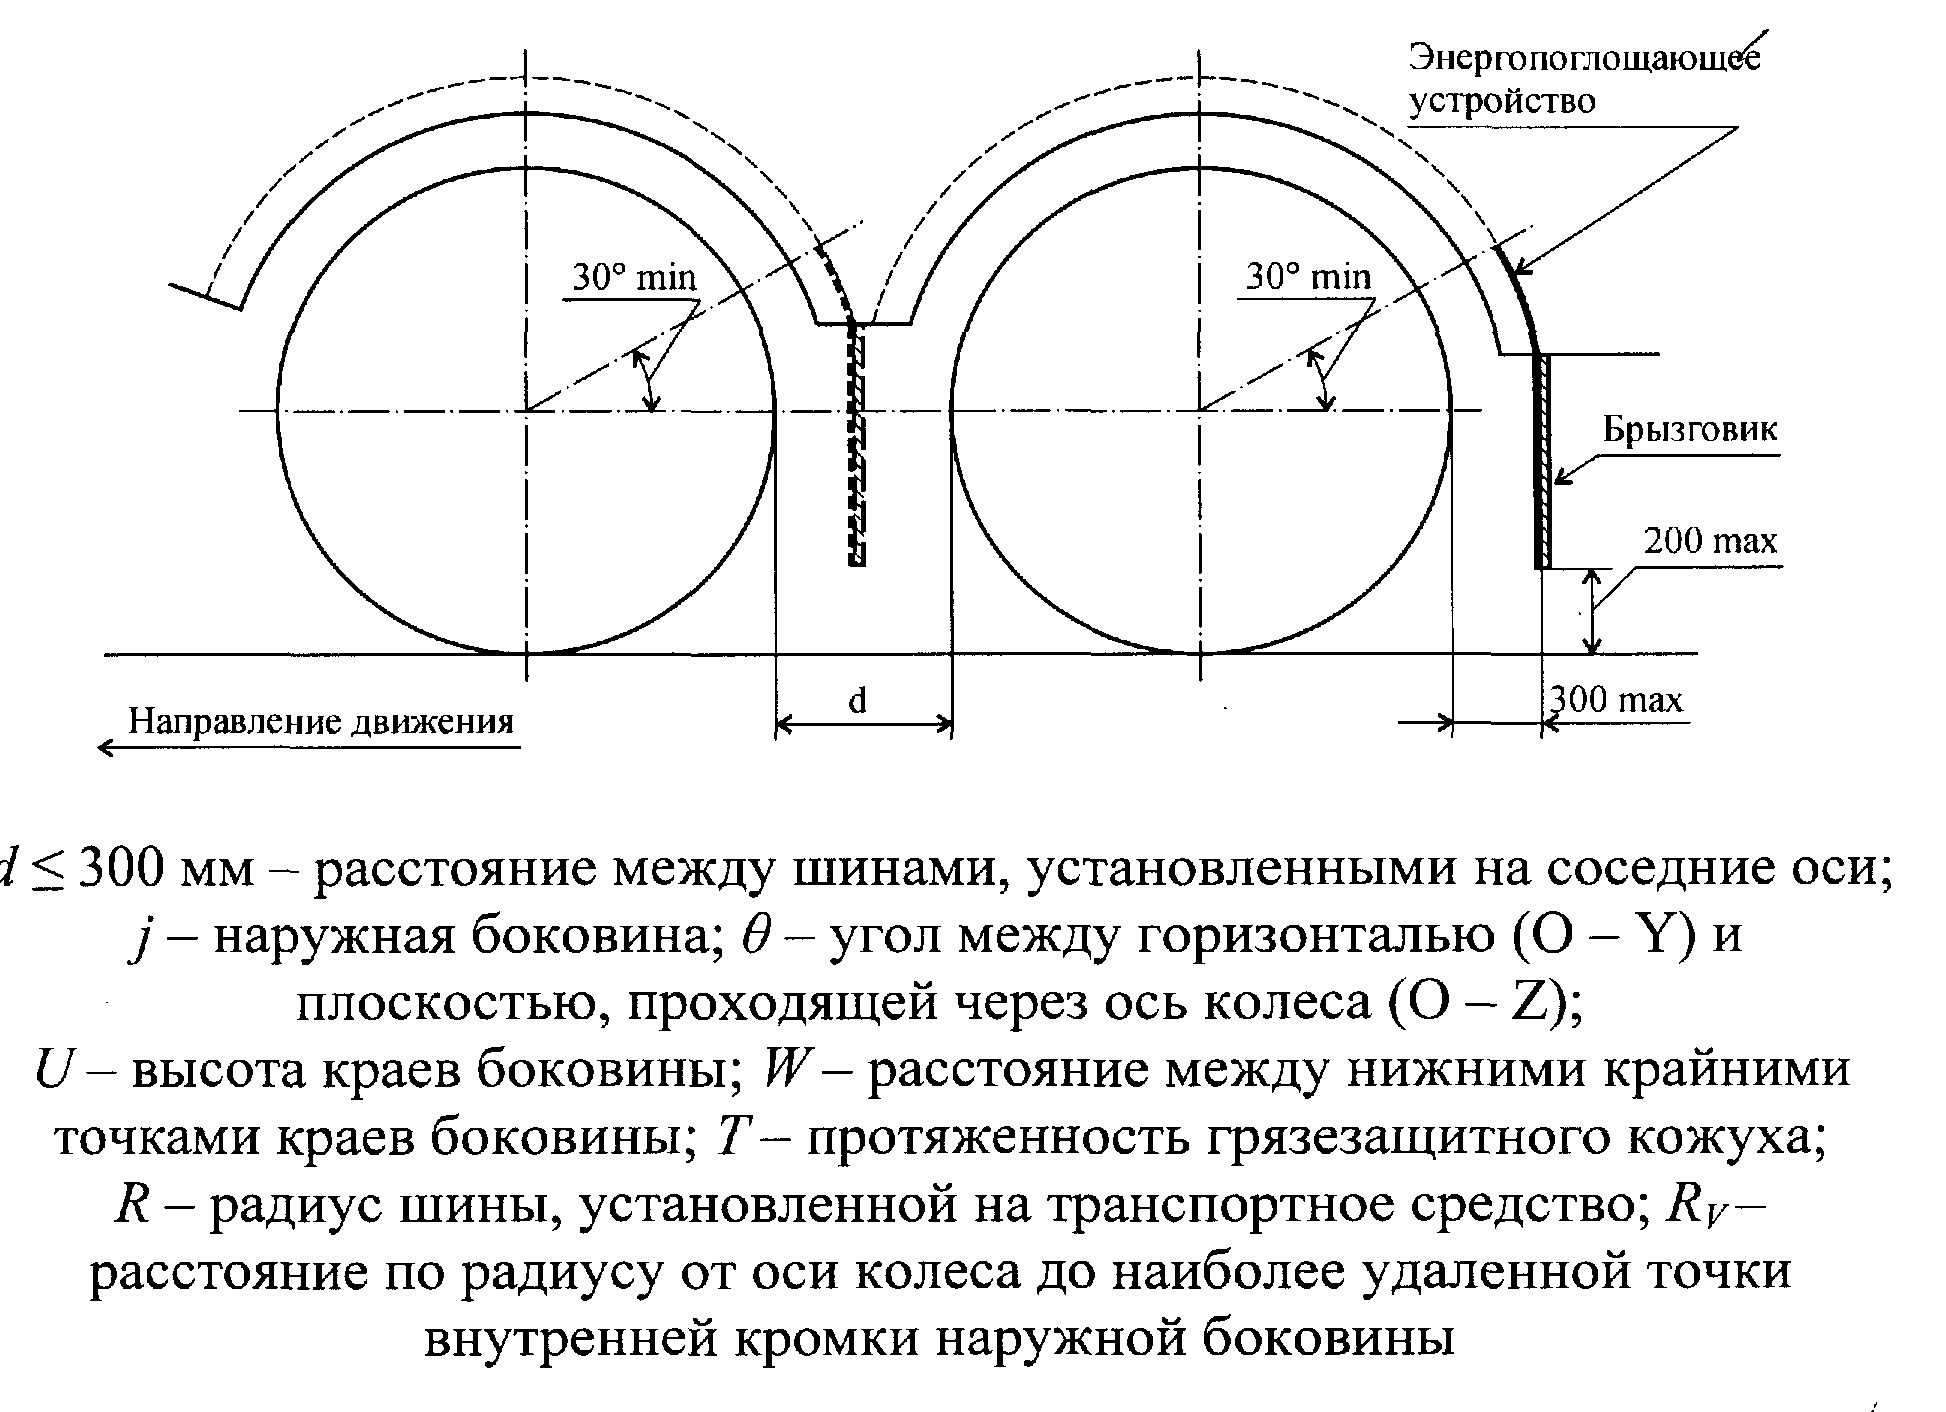 Энергопоглощающее
устройство
30° min
30° min
Брызговик
200 max
300 max
d
Направление движения
d ≤ 300 мм – расстояние между шинами, установленными на соседние оси;
j – наружная боковина; θ – угол между горизонталью (O – Y) и
плоскостью, проходящей через ось колеса (O – Z);
U – высота краев боковины; W – расстояние между нижними крайними
точками краев боковины; T – протяженность грязезащитного кожуха;
R – радиус шины, установленной на транспортное средство; R_V –
расстояние по радиусу от оси колеса до наиболее удаленной точки
внутренней кромки наружной боковины